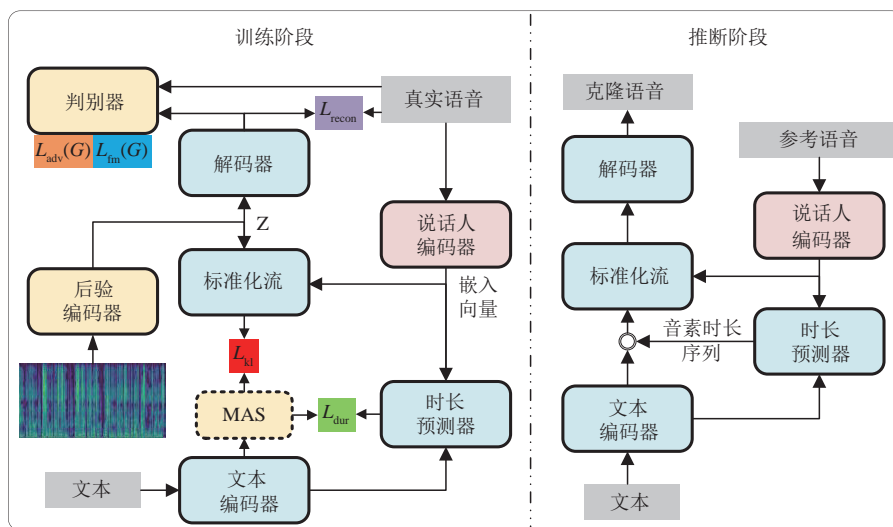 训练阶段
判别器
L_adv(G) L_fm(G)
L_recon
真实语音
解码器
Z
说话人
编码器
后验
编码器
标准化流
嵌入
向量
L_kl
MAS
L_dur
时长
预测器
文本
文本
编码器
推断阶段
克隆语音
参考语音
解码器
说话人
编码器
标准化流
音素时长
序列
时长
预测器
文本
编码器
文本